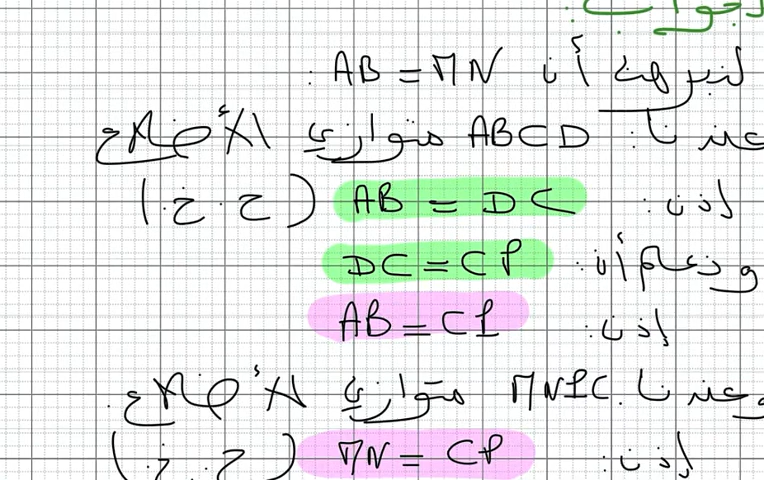 الجواب:
لنبرهن أن AB = MN :
عندنا: ABCD متوازي الأضلاع
إذن: AB = DC (خ.خ.)
ونعلم أن: DC = CP
إذن: AB = CP
وعندنا: MNPC متوازي الأضلاع.
إذن: MN = CP (خ.خ.)